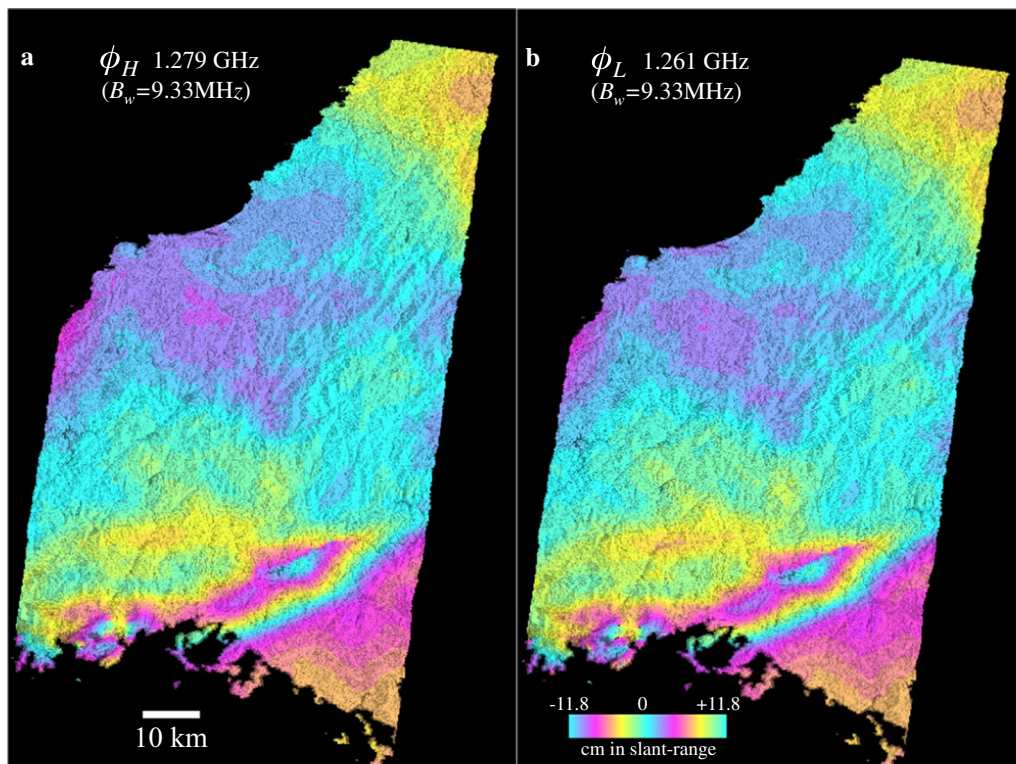 a
ϕH 1.279 GHz
(Bw=9.33MHz)
10 km
b
ϕL 1.261 GHz
(Bw=9.33MHz)
-11.8 0 +11.8
cm in slant-range